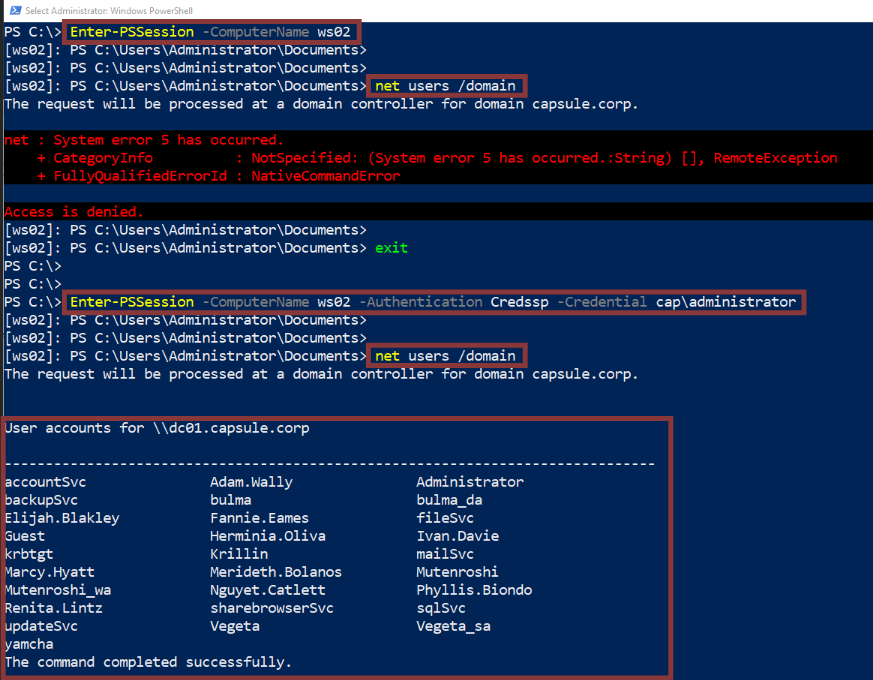 Select Administrator: Windows PowerShell
PS C:\> Enter-PSSession -ComputerName ws02
[ws02]: PS C:\Users\Administrator\Documents>
[ws02]: PS C:\Users\Administrator\Documents>
[ws02]: PS C:\Users\Administrator\Documents> net users /domain
The request will be processed at a domain controller for domain capsule.corp.
net : System error 5 has occurred.
+ CategoryInfo : NotSpecified: (System error 5 has occurred.:String) [], RemoteException
+ FullyQualifiedErrorId : NativeCommandError
Access is denied.
[ws02]: PS C:\Users\Administrator\Documents>
[ws02]: PS C:\Users\Administrator\Documents> exit
PS C:\>
PS C:\>
PS C:\> Enter-PSSession -ComputerName ws02 -Authentication Credssp -Credential cap\administrator
[ws02]: PS C:\Users\Administrator\Documents>
[ws02]: PS C:\Users\Administrator\Documents>
[ws02]: PS C:\Users\Administrator\Documents> net users /domain
The request will be processed at a domain controller for domain capsule.corp.
User accounts for \\dc01.capsule.corp
-------------------------------------------------------------------------------
accountSvc Adam.Wally Administrator
backupSvc bulma bulma_da
Elijah.Blakley Fannie.Eames fileSvc
Guest Herminia.Oliva Ivan.Davie
krbtgt Krillin mailSvc
Marcy.Hyatt Merideth.Bolanos Mutenroshi
Mutenroshi_wa Nguyet.Catlett Phyllis.Biondo
Renita.Lintz sharebrowserSvc sqlSvc
updateSvc Vegeta Vegeta_sa
yamcha
The command completed successfully.